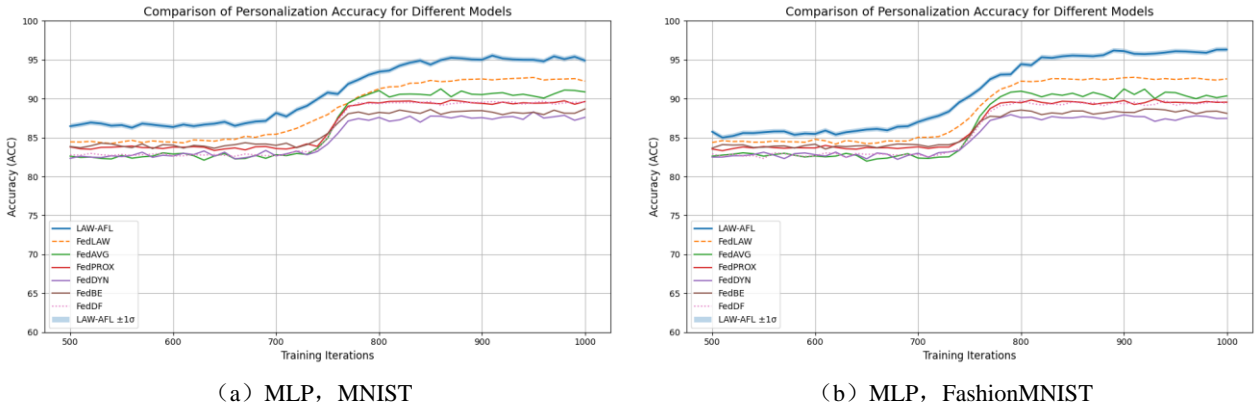 Comparison of Personalization Accuracy for Different Models
100
95
90
85
80
75
70
65
60
Accuracy (ACC)
LAW-AFL
FedLAW
FedAVG
FedPROX
FedDYN
FedBE
FedDF
LAW-AFL ±1σ
500 600 700 800 900 1000
Training Iterations
（a）MLP，MNIST
Comparison of Personalization Accuracy for Different Models
100
95
90
85
80
75
70
65
60
Accuracy (ACC)
LAW-AFL
FedLAW
FedAVG
FedPROX
FedDYN
FedBE
FedDF
LAW-AFL ±1σ
500 600 700 800 900 1000
Training Iterations
（b）MLP，FashionMNIST